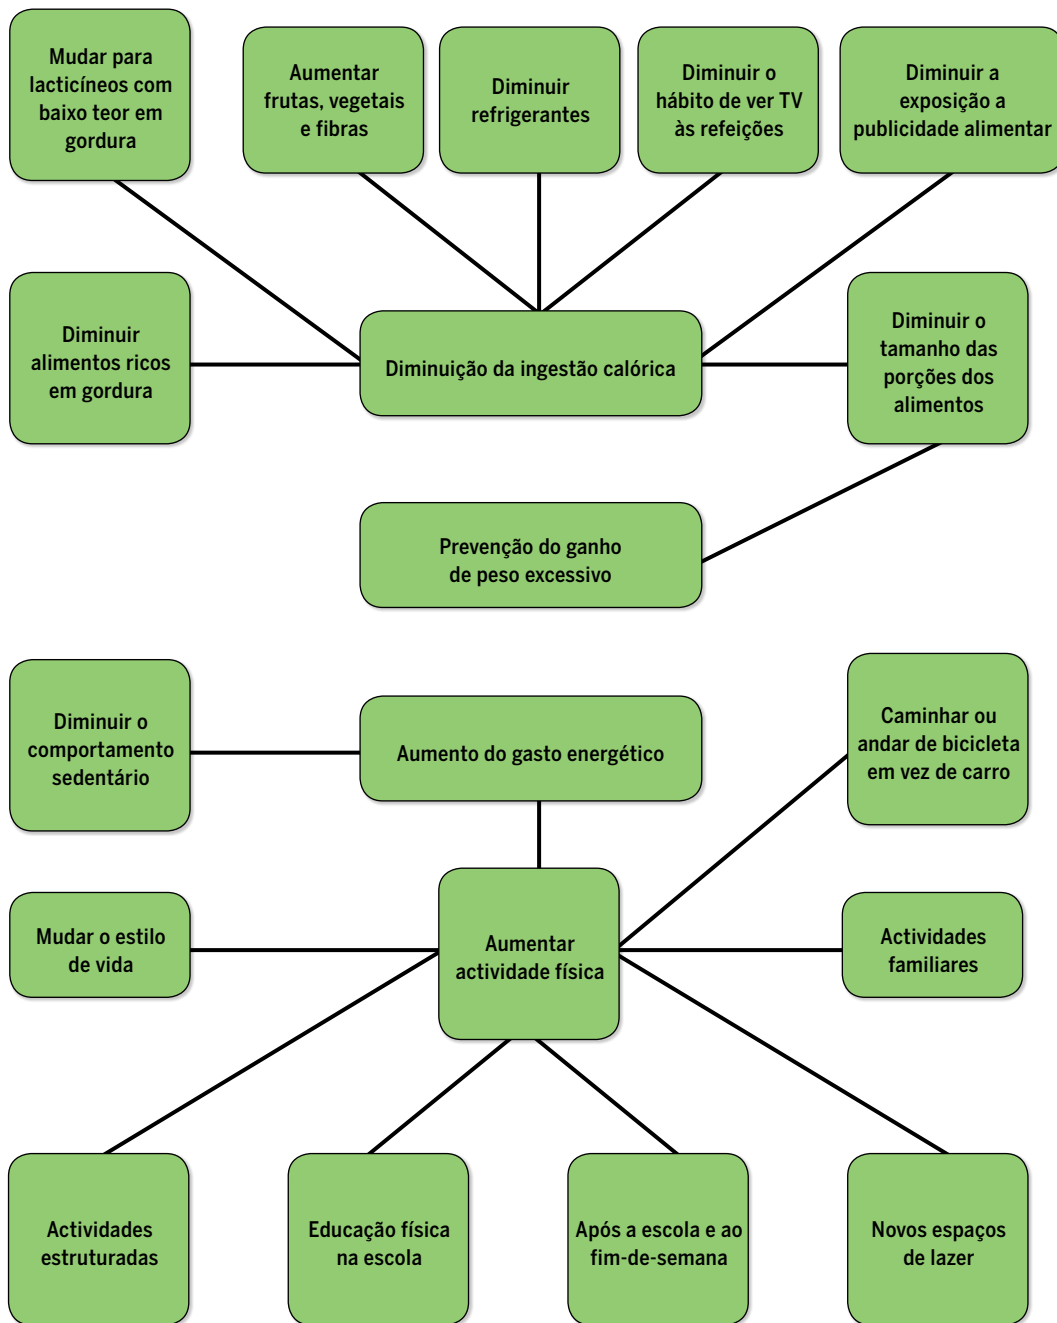 Mudar para
lacticíneos com
baixo teor em
gordura
Aumentar
frutas, vegetais
e fibras
Diminuir
refrigerantes
Diminuir o
hábito de ver TV
às refeições
Diminuir a
exposição a
publicidade alimentar
Diminuir
alimentos ricos
em gordura
Diminuição da ingestão calórica
Diminuir o
tamanho das
porções dos
alimentos
Prevenção do ganho
de peso excessivo
Diminuir o
comportamento
sedentário
Aumento do gasto energético
Caminhar ou
andar de bicicleta
em vez de carro
Mudar o estilo
de vida
Aumentar
actividade física
Actividades
familiares
Actividades
estruturadas
Educação física
na escola
Após a escola e ao
fim-de-semana
Novos espaços
de lazer